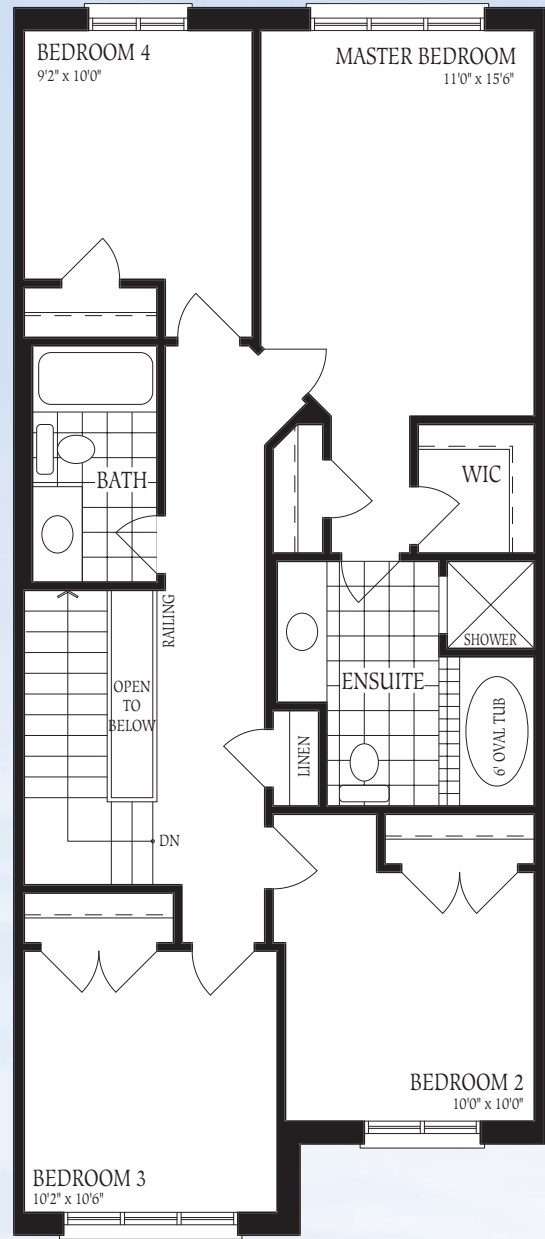 BEDROOM 4
9'2" x 10'0"
MASTER BEDROOM
11'0" x 15'6"
BATH
WIC
SHOWER
RAILING
OPEN
TO
BELOW
ENSUITE
6' OVAL TUB
LINEN
DN
BEDROOM 2
10'0" x 10'0"
BEDROOM 3
10'2" x 10'6"